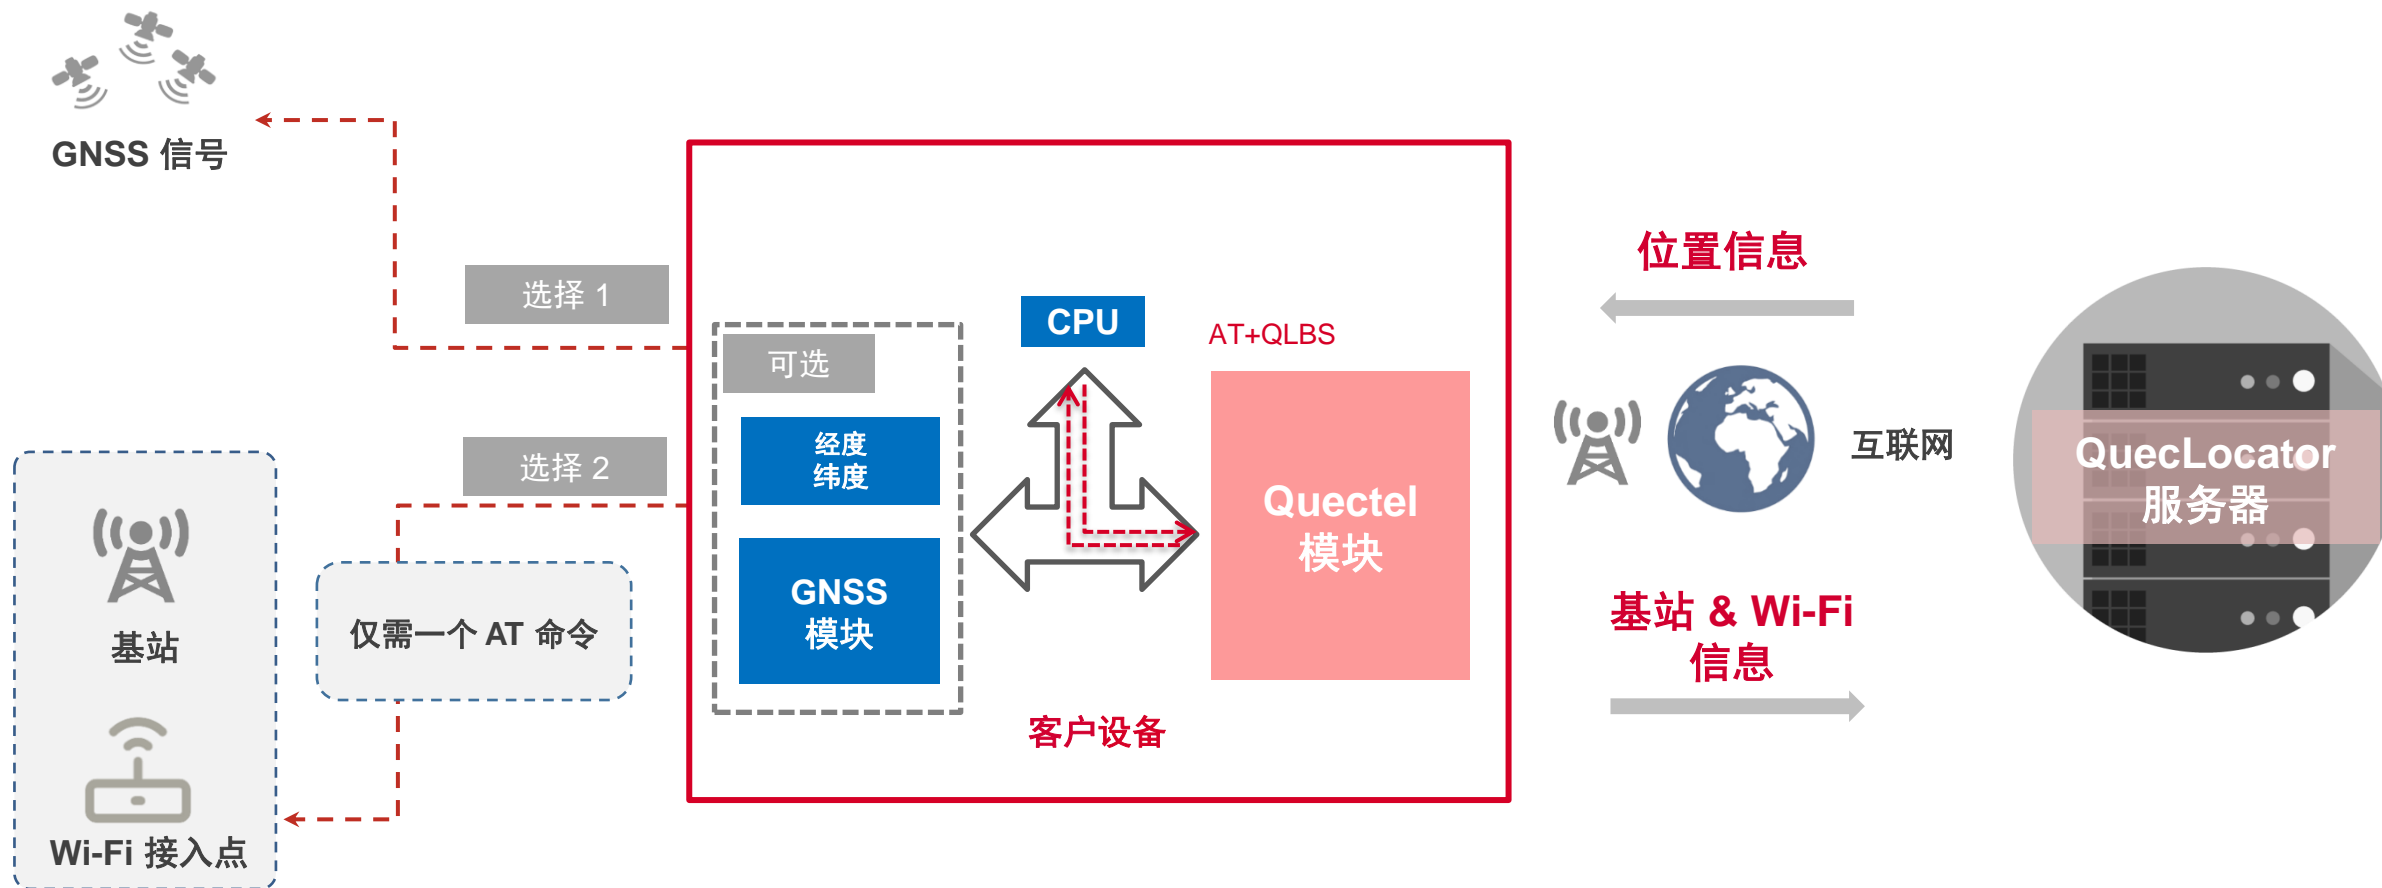 GNSS 信号
选择 1
选择 2
基站
Wi-Fi 接入点
仅需一个 AT 命令
可选
经度
纬度
GNSS
模块
CPU
AT+QLBS
Quectel
模块
客户设备
位置信息
互联网
基站 & Wi-Fi
信息
QuecLocator
服务器